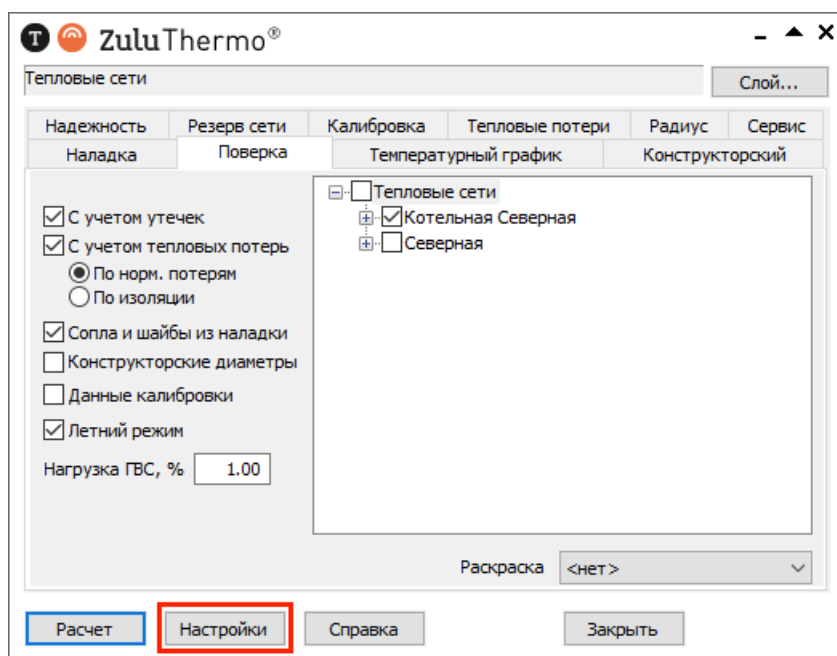 T ZuluThermo®
Тепловые сети
Слой...
Надежность Резерв сети Калибровка Тепловые потери Радиус Сервис
Наладка Поверка Температурный график Конструкторский
Тепловые сети
С учетом утечек
Котельная Северная
С учетом тепловых потерь
Северная
По норм. потерям
По изоляции
Сопла и шайбы из наладки
Конструкторские диаметры
Данные калибровки
Летний режим
Нагрузка ГВС, % 1.00
Раскраска <нет>
Расчет Настройки Справка Закрыть